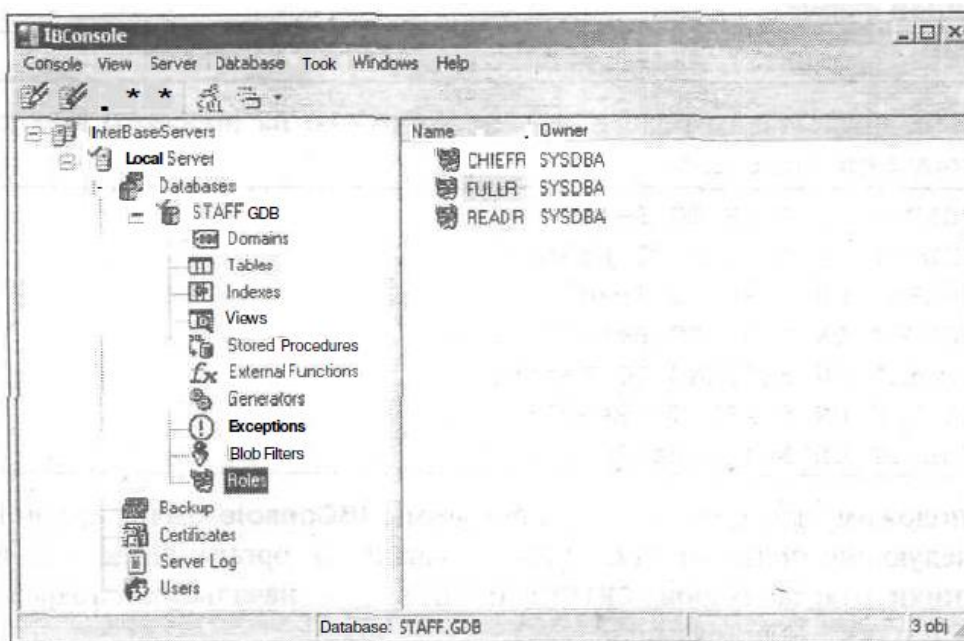 IBConsole
Console View Server Database Took Windows Help
InterBaseServers
Local Server
Databases
STAFF GDB
Domains
Tables
Indexes
Views
Stored Procedures
External Functions
Generators
Exceptions
Blob Filters
Roles
Backup
Certificates
Server Log
Users
Name Owner
CHIEFR SYSDBA
FULLR SYSDBA
READR SYSDBA
Database: STAFF.GDB
3 obj